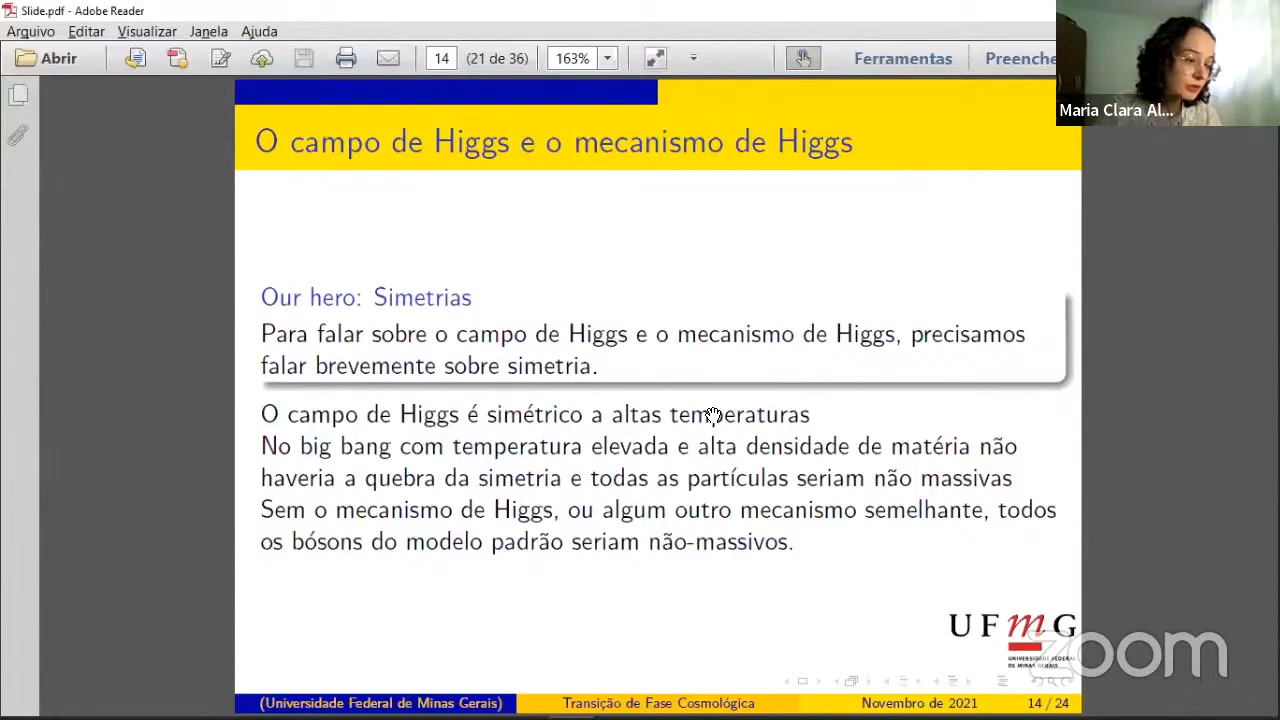 Slide.pdf - Adobe Reader
Arquivo Editar Visualizar Janela Ajuda
Abrir 14 (21 de 36) 163% Ferramentas Preenche
Maria Clara Al...
O campo de Higgs e o mecanismo de Higgs
Our hero: Simetrias
Para falar sobre o campo de Higgs e o mecanismo de Higgs, precisamos
falar brevemente sobre simetria.
O campo de Higgs é simétrico a altas temperaturas
No big bang com temperatura elevada e alta densidade de matéria não
haveria a quebra da simetria e todas as partículas seriam não massivas
Sem o mecanismo de Higgs, ou algum outro mecanismo semelhante, todos
os bósons do modelo padrão seriam não-massivos.
UFmG
UNIVERSIDADE FEDERAL
DE MINAS GERAIS
zoom
(Universidade Federal de Minas Gerais) Transição de Fase Cosmológica Novembro de 2021 14 / 24